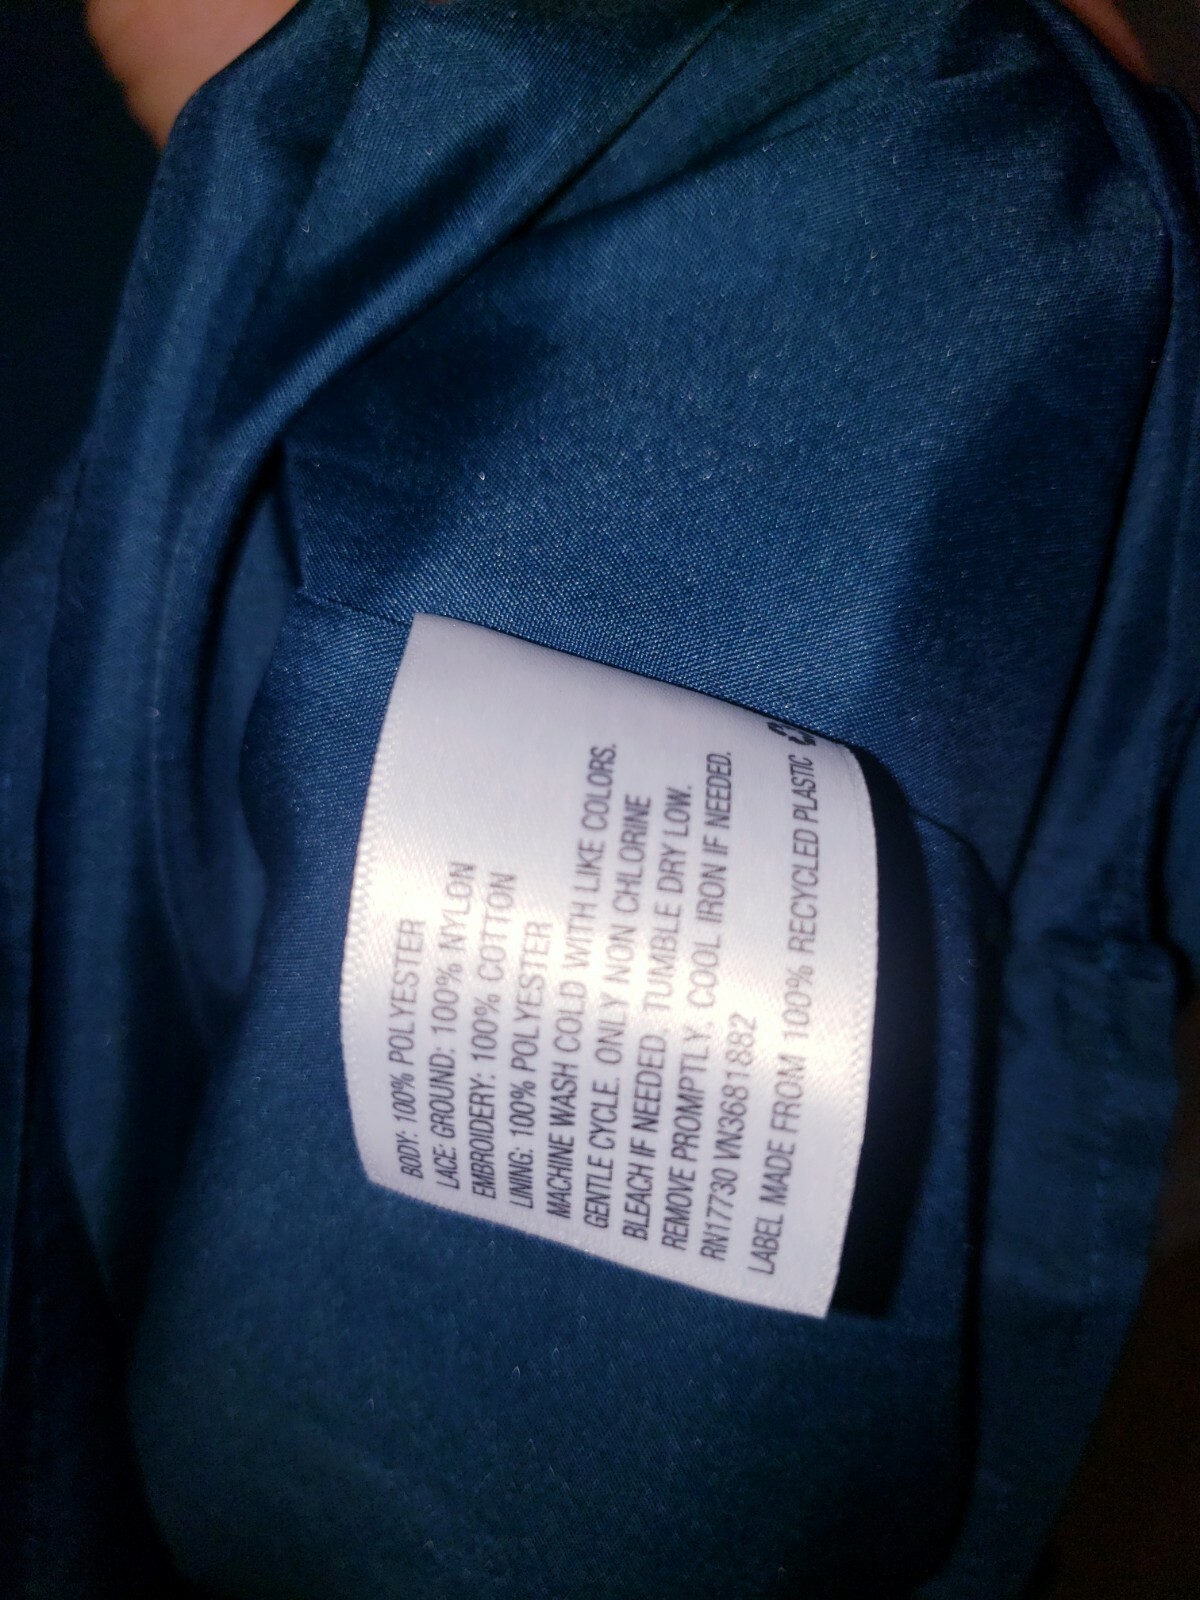 BODY: 100% POLYESTER
LACE: GROUND: 100% NYLON
EMBROIDERY: 100% COTTON
LINING: 100% POLYESTER
MACHINE WASH COLD WITH LIKE COLORS.
GENTLE CYCLE. ONLY NON CHLORINE
BLEACH IF NEEDED. TUMBLE DRY LOW.
REMOVE PROMPTLY. COOL IRON IF NEEDED.
RN17730 VN3681882
LABEL MADE FROM 100% RECYCLED PLASTIC